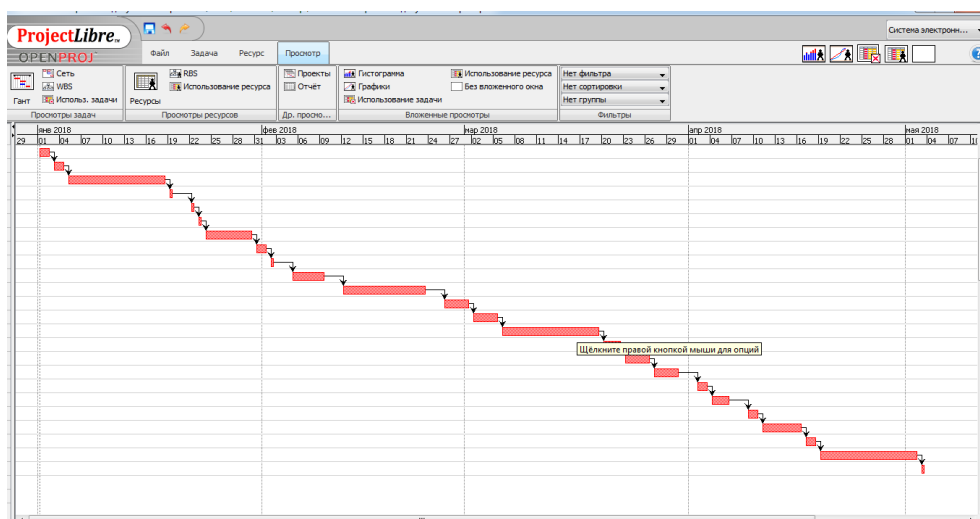 ProjectLibre™
OPENPROJ
Система электронн...
Файл Задача Ресурс Просмотр
Гант
Сеть
WBS
Использ. задачи
Просмотры задач
Ресурсы
RBS
Использование ресурса
Просмотры ресурсов
Проекты
Отчёт
Др. просмо...
Гистограмма
Графики
Использование задачи
Использование ресурса
Без вложенного окна
Вложенные просмотры
Нет фильтра
Нет сортировки
Нет группы
Фильтры
янв 2018 фев 2018 мар 2018 апр 2018 мая 2018
29 01 04 07 10 13 16 19 22 25 28 31 03 06 09 12 15 18 21 24 27 02 05 08 11 14 17 20 23 26 29 01 04 07 10 13 16 19 22 25 28 01 04 07
Щёлкните правой кнопкой мыши для опций